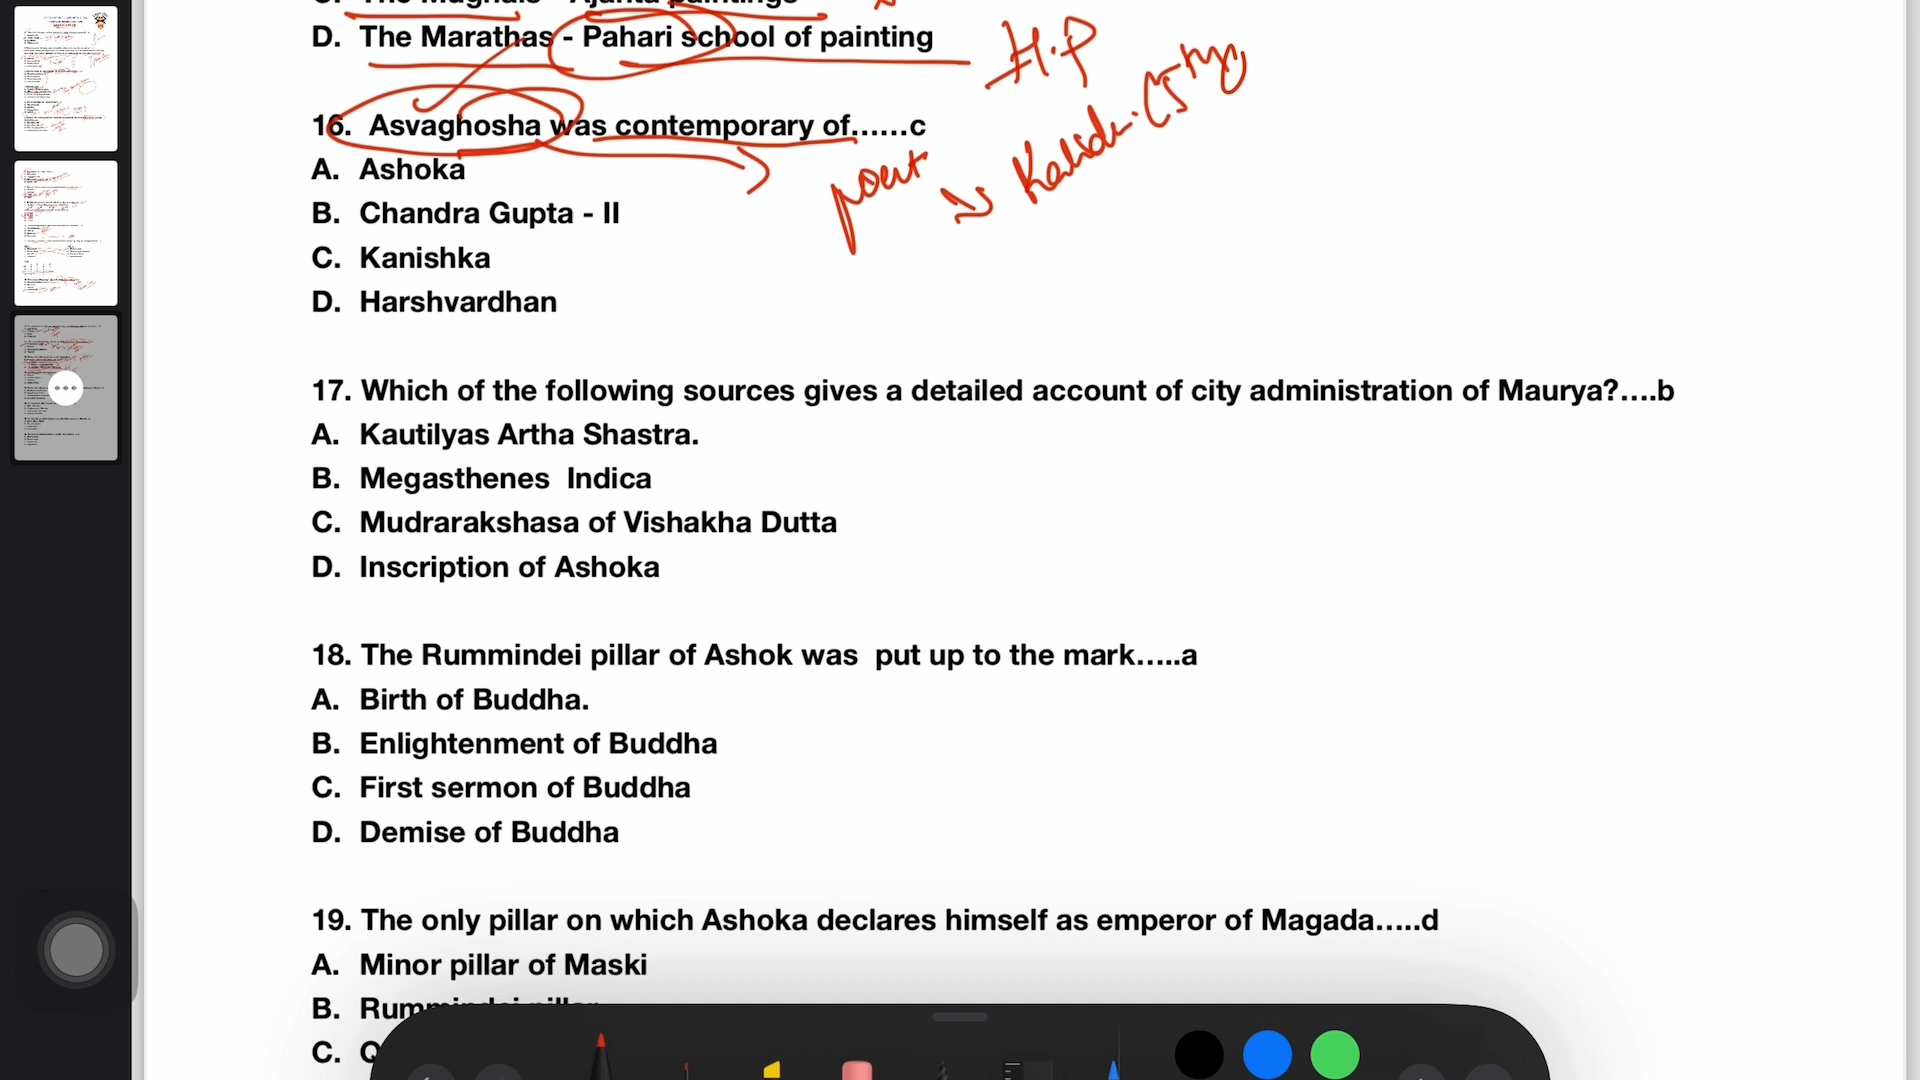 D. The Marathas - Pahari school of painting
H.P
16. Asvaghosha was contemporary of......c
A. Ashoka
poet
B. Chandra Gupta - II
C. Kanishka
D. Harshvardhan
17. Which of the following sources gives a detailed account of city administration of Maurya?....b
A. Kautilyas Artha Shastra.
B. Megasthenes Indica
C. Mudrarakshasa of Vishakha Dutta
D. Inscription of Ashoka
18. The Rummindei pillar of Ashok was put up to the mark.....a
A. Birth of Buddha.
B. Enlightenment of Buddha
C. First sermon of Buddha
D. Demise of Buddha
19. The only pillar on which Ashoka declares himself as emperor of Magada.....d
A. Minor pillar of Maski
B. Rummindei pillar
C.